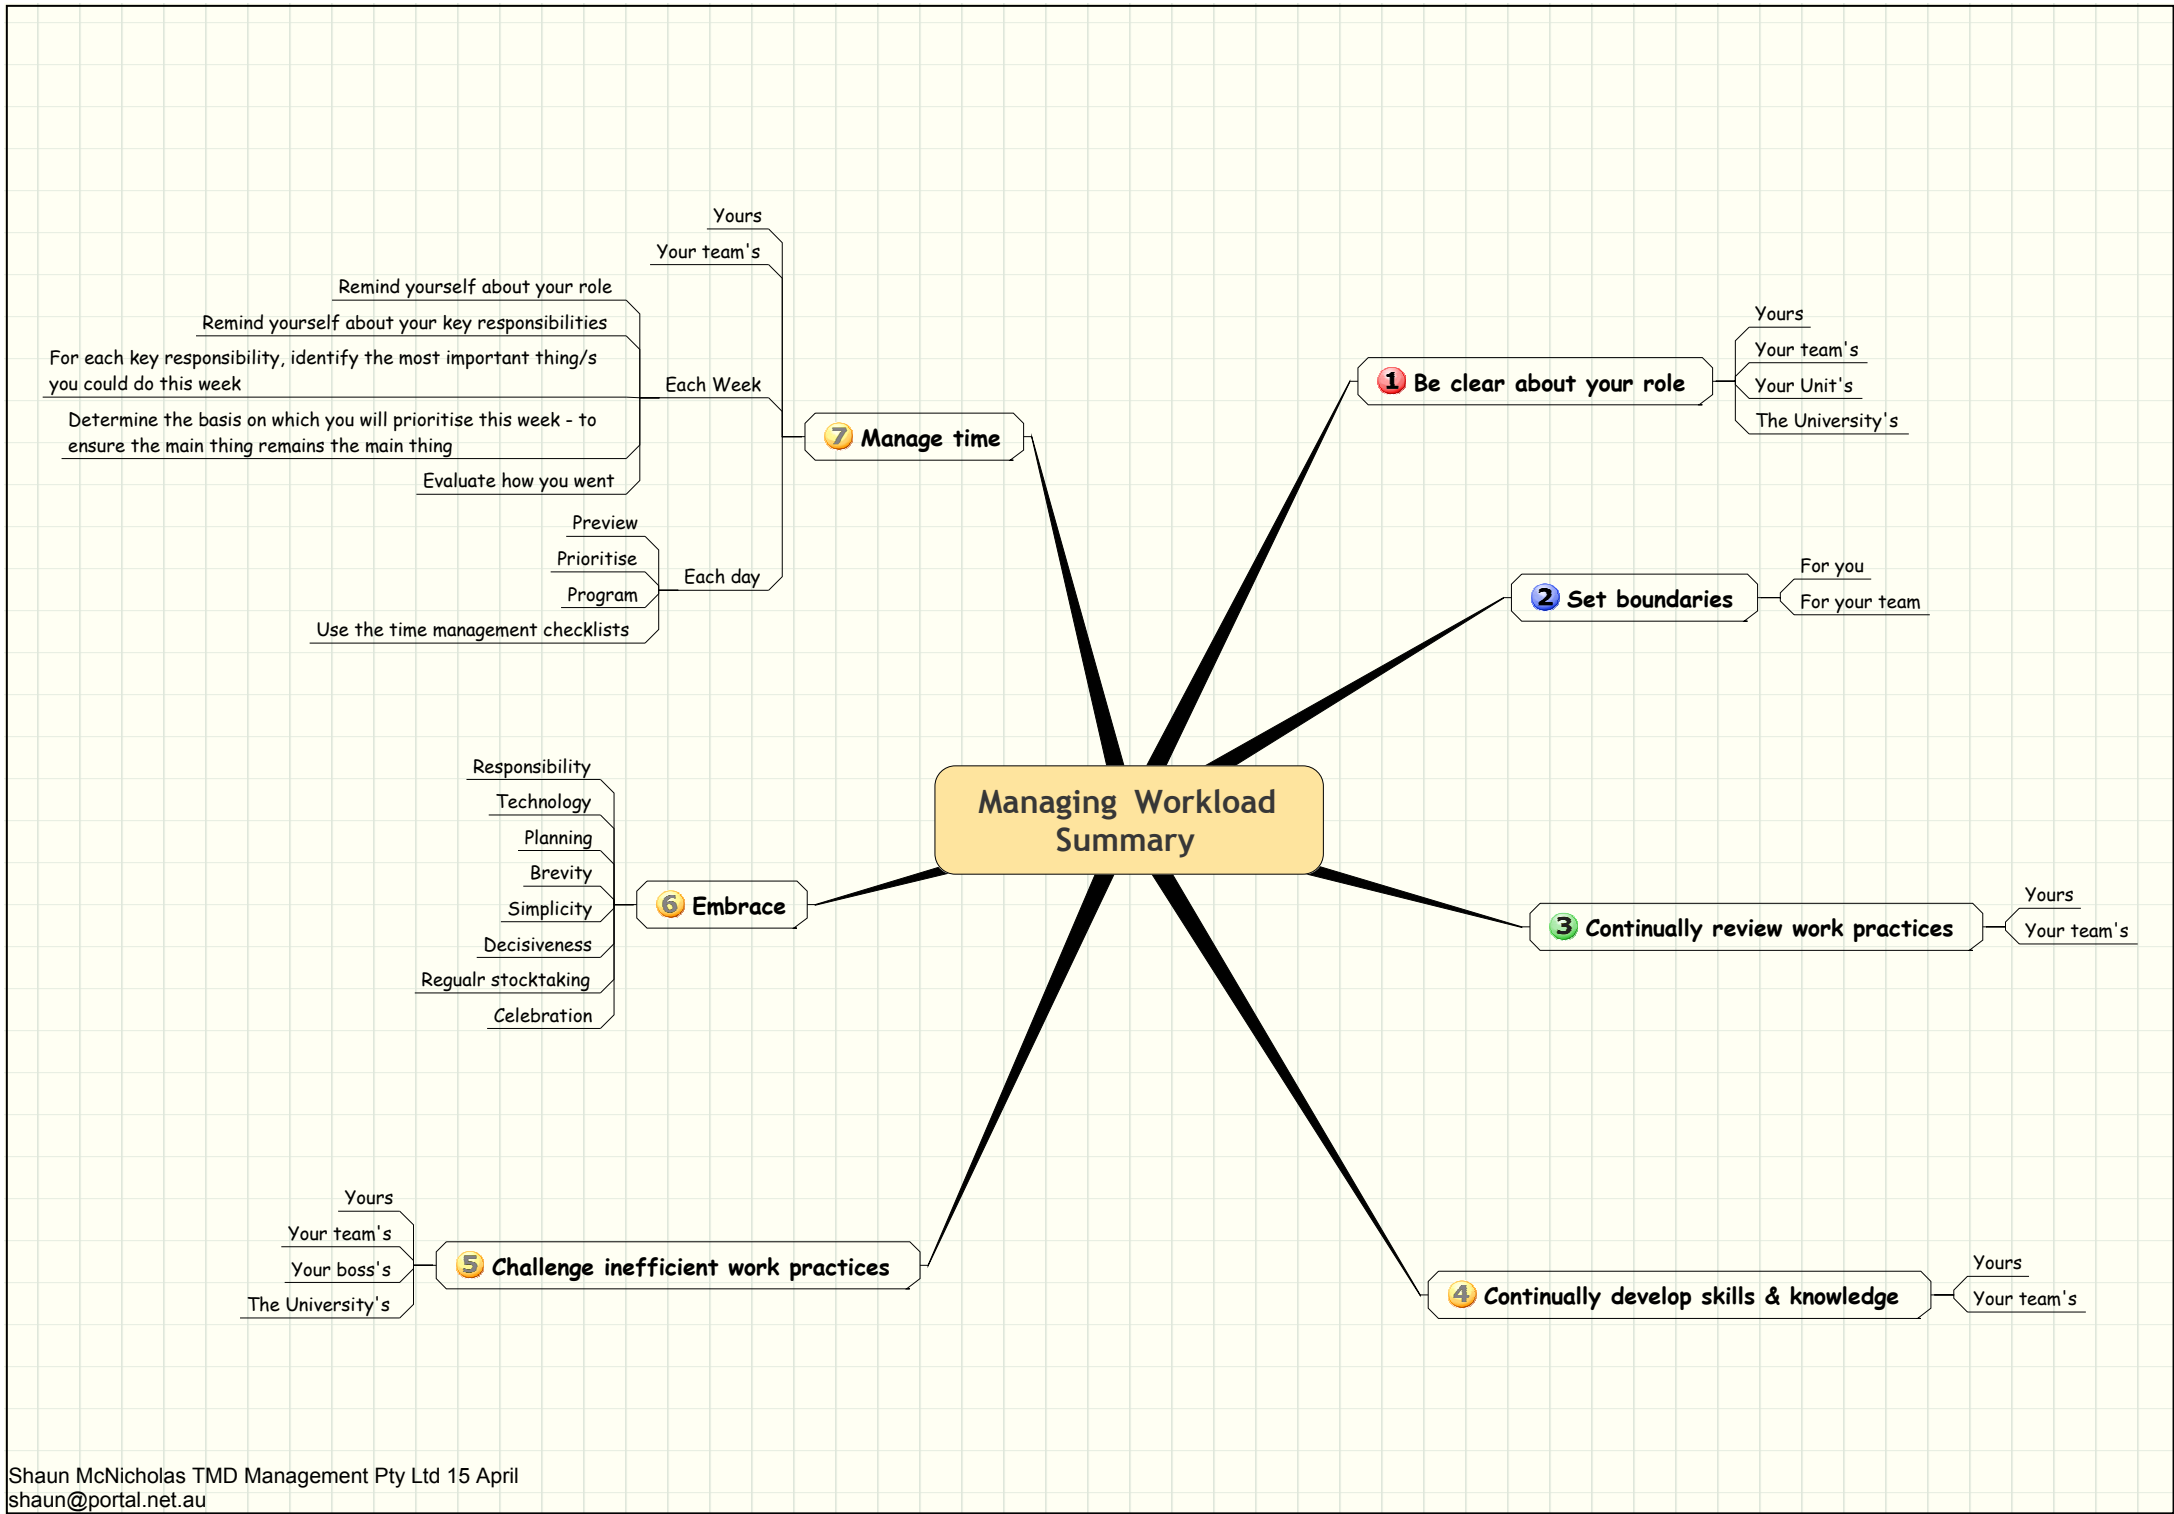 Managing Workload
Summary
1 Be clear about your role
Yours
Your team's
Your Unit's
The University's
2 Set boundaries
For you
For your team
3 Continually review work practices
Yours
Your team's
4 Continually develop skills & knowledge
Yours
Your team's
5 Challenge inefficient work practices
Yours
Your team's
Your boss's
The University's
6 Embrace
Responsibility
Technology
Planning
Brevity
Simplicity
Decisiveness
Regualr stocktaking
Celebration
7 Manage time
Yours
Your team's
Each Week
Remind yourself about your role
Remind yourself about your key responsibilities
For each key responsibility, identify the most important thing/s
you could do this week
Determine the basis on which you will prioritise this week - to
ensure the main thing remains the main thing
Evaluate how you went
Each day
Preview
Prioritise
Program
Use the time management checklists
Shaun McNicholas TMD Management Pty Ltd 15 April
shaun@portal.net.au